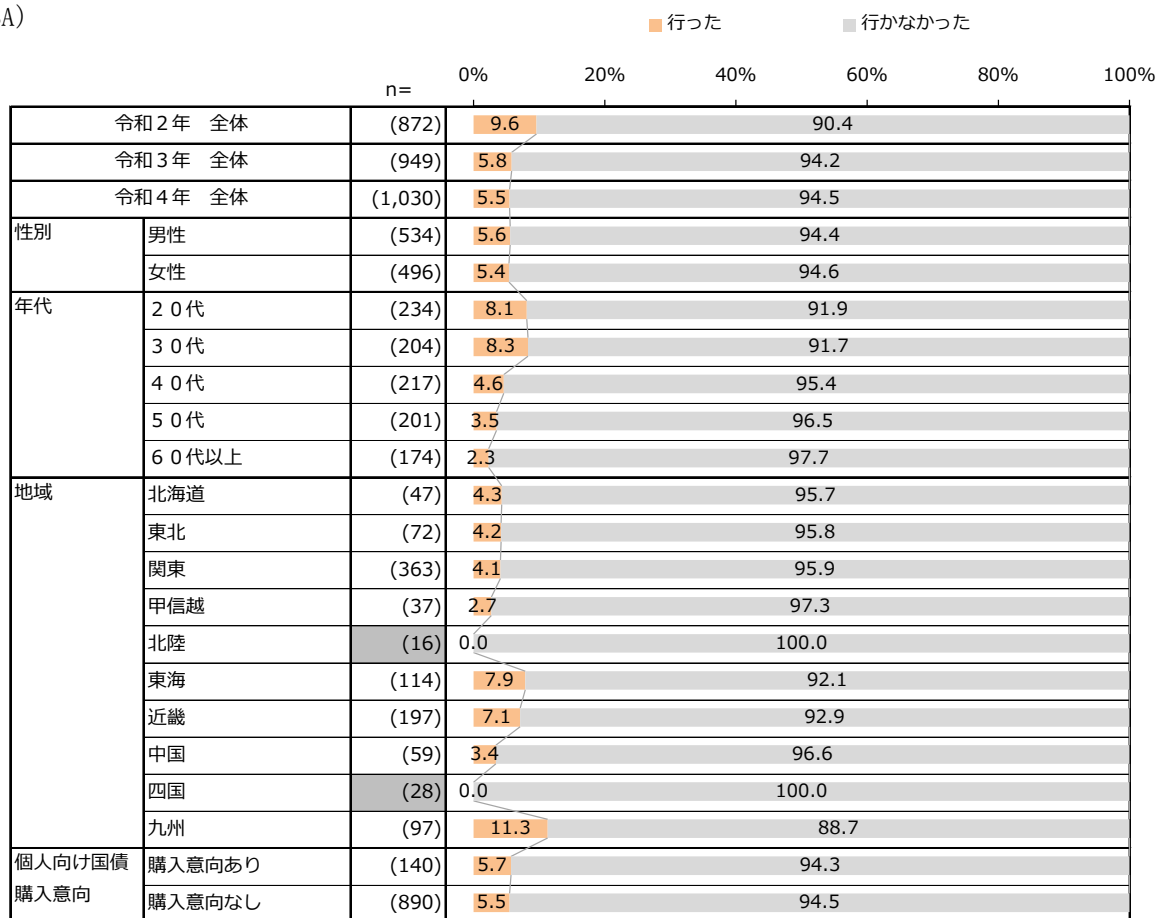 A)
行った 行かなかった
0% 20% 40% 60% 80% 100%
n=
令和２年　全体 (872) 9.6 90.4
令和３年　全体 (949) 5.8 94.2
令和４年　全体 (1,030) 5.5 94.5
性別 男性 (534) 5.6 94.4
女性 (496) 5.4 94.6
年代 ２０代 (234) 8.1 91.9
３０代 (204) 8.3 91.7
４０代 (217) 4.6 95.4
５０代 (201) 3.5 96.5
６０代以上 (174) 2.3 97.7
地域 北海道 (47) 4.3 95.7
東北 (72) 4.2 95.8
関東 (363) 4.1 95.9
甲信越 (37) 2.7 97.3
北陸 (16) 0.0 100.0
東海 (114) 7.9 92.1
近畿 (197) 7.1 92.9
中国 (59) 3.4 96.6
四国 (28) 0.0 100.0
九州 (97) 11.3 88.7
個人向け国債 購入意向あり (140) 5.7 94.3
購入意向 購入意向なし (890) 5.5 94.5